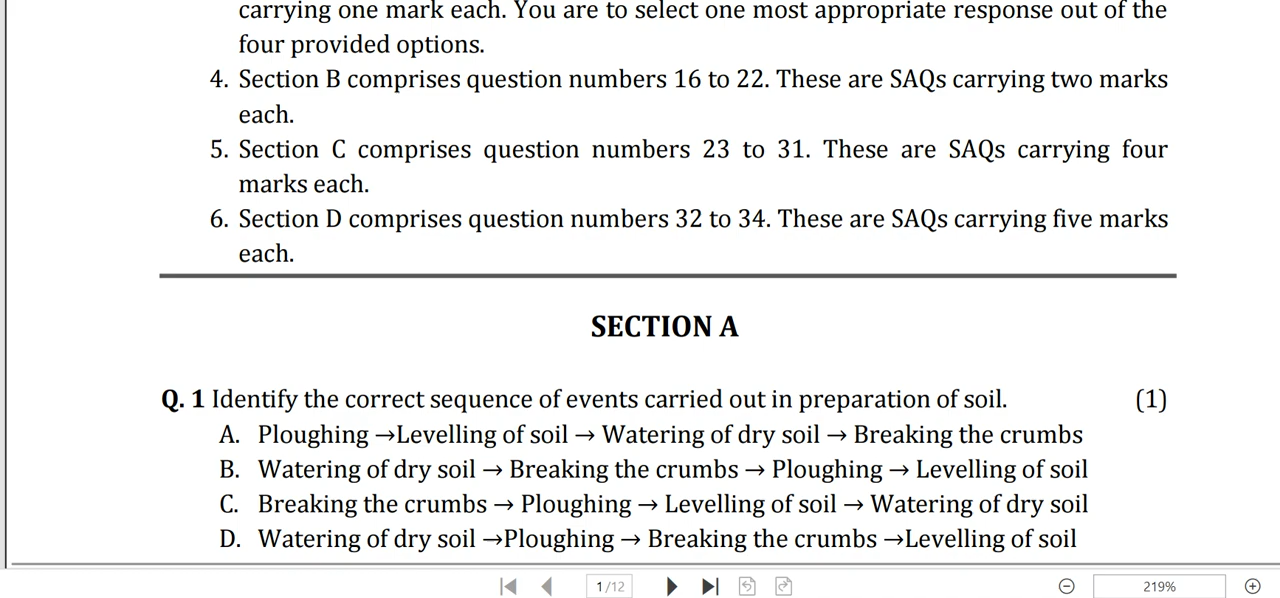 carrying one mark each. You are to select one most appropriate response out of the
four provided options.
4. Section B comprises question numbers 16 to 22. These are SAQs carrying two marks
each.
5. Section C comprises question numbers 23 to 31. These are SAQs carrying four
marks each.
6. Section D comprises question numbers 32 to 34. These are SAQs carrying five marks
each.
SECTION A
Q. 1 Identify the correct sequence of events carried out in preparation of soil. (1)
A. Ploughing →Levelling of soil → Watering of dry soil → Breaking the crumbs
B. Watering of dry soil → Breaking the crumbs → Ploughing → Levelling of soil
C. Breaking the crumbs → Ploughing → Levelling of soil → Watering of dry soil
D. Watering of dry soil →Ploughing → Breaking the crumbs →Levelling of soil
1/12 219%